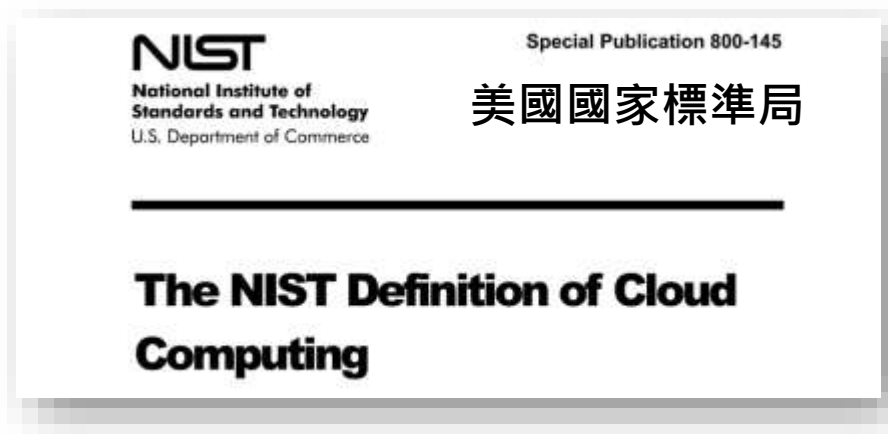 NIST
Special Publication 800-145
National Institute of
Standards and Technology
U.S. Department of Commerce
美國國家標準局
The NIST Definition of Cloud
Computing